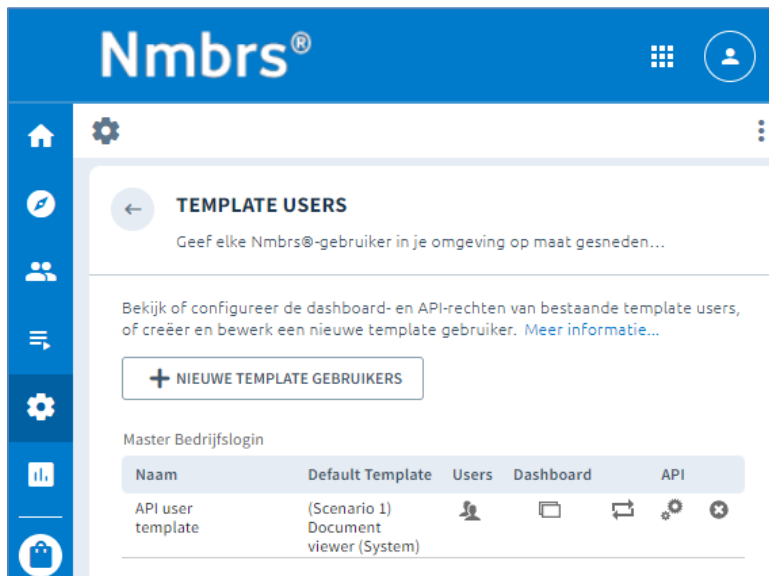 Nmbrs®
TEMPLATE USERS
Geef elke Nmbrs®-gebruiker in je omgeving op maat gesneden...
Bekijk of configureer de dashboard- en API-rechten van bestaande template users,
of creëer en bewerk een nieuwe template gebruiker. Meer informatie...
NIEUWE TEMPLATE GEBRUIKERS
Master Bedrijfslogin
Naam Default Template Users Dashboard API
API user (Scenario 1)
template Document
viewer (System)